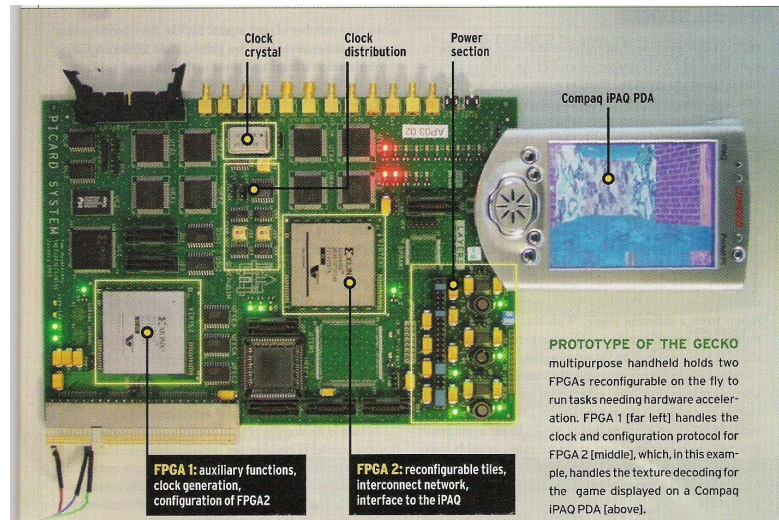 Clock
crystal
Clock
distribution
Power
section
Compaq iPAQ PDA
AP03 02
PICARD SYSTEM
XILINX
XILINX
VIRTEX
PROTOTYPE OF THE GECKO
multipurpose handheld holds two
FPGAs reconfigurable on the fly to
run tasks needing hardware acceler-
ation. FPGA 1 [far left] handles the
clock and configuration protocol for
FPGA 2 [middle], which, in this exam-
ple, handles the texture decoding for
the game displayed on a Compaq
iPAQ PDA [above].
FPGA 1: auxiliary functions,
clock generation,
configuration of FPGA2
FPGA 2: reconfigurable tiles,
interconnect network,
interface to the iPAQ